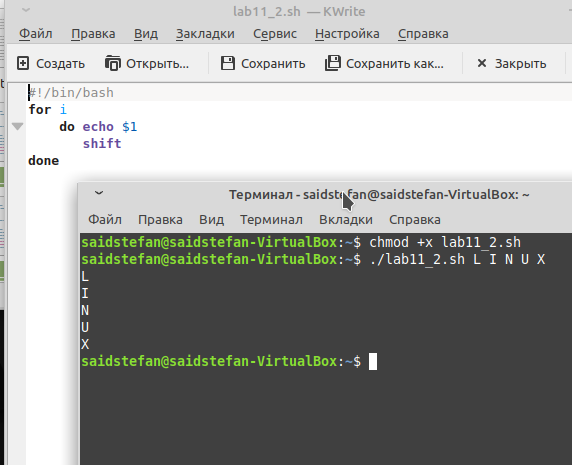 lab11_2.sh — KWrite
Файл Правка Вид Закладки Сервис Настройка Справка
Создать Открыть... Сохранить Сохранить как... Закрыть
#!/bin/bash
for i
do echo $1
shift
done
Терминал - saidstefan@saidstefan-VirtualBox: ~
Файл Правка Вид Терминал Вкладки Справка
saidstefan@saidstefan-VirtualBox:~$ chmod +x lab11_2.sh
saidstefan@saidstefan-VirtualBox:~$ ./lab11_2.sh L I N U X
L
I
N
U
X
saidstefan@saidstefan-VirtualBox:~$